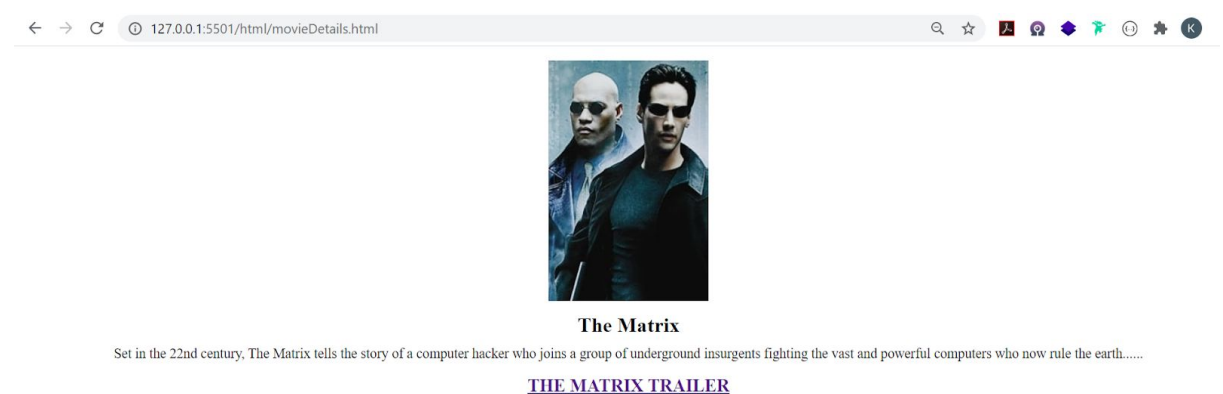 127.0.0.1:5501/html/movieDetails.html
K
The Matrix
Set in the 22nd century, The Matrix tells the story of a computer hacker who joins a group of underground insurgents fighting the vast and powerful computers who now rule the earth......
THE MATRIX TRAILER